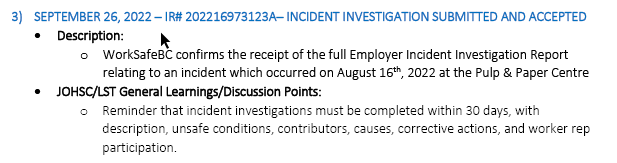 3) SEPTEMBER 26, 2022 – IR# 202216973123A– INCIDENT INVESTIGATION SUBMITTED AND ACCEPTED
• Description:
o WorkSafeBC confirms the receipt of the full Employer Incident Investigation Report
relating to an incident which occurred on August 16th, 2022 at the Pulp & Paper Centre
• JOHSC/LST General Learnings/Discussion Points:
o Reminder that incident investigations must be completed within 30 days, with
description, unsafe conditions, contributors, causes, corrective actions, and worker rep
participation.